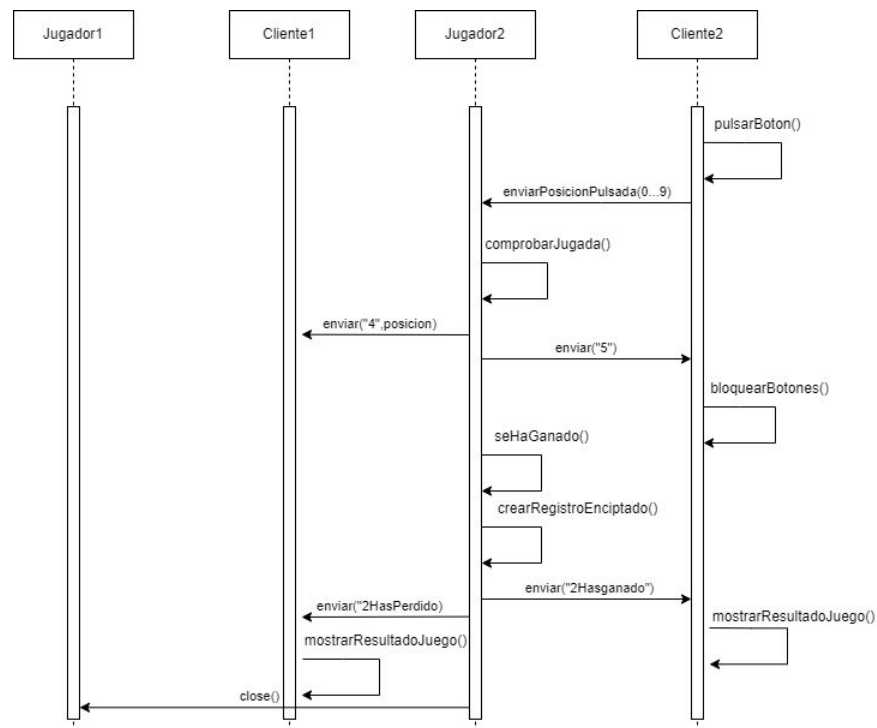 Jugador1
Cliente1
Jugador2
Cliente2
pulsarBoton()
enviarPosicionPulsada(0...9)
comprobarJugada()
enviar("4",posicion)
enviar("5")
bloquearBotones()
seHaGanado()
crearRegistroEnciptado()
enviar("2Hasganado")
enviar("2HasPerdido)
mostrarResultadoJuego()
mostrarResultadoJuego()
close()